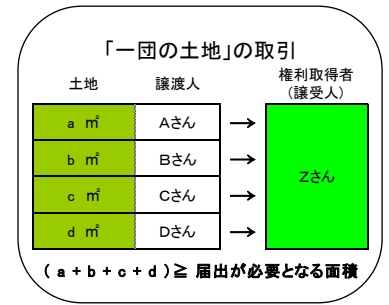 「一団の土地」の取引
土地 譲渡人 権利取得者
(譲受人)
a ㎡ Aさん →
b ㎡ Bさん →
c ㎡ Cさん →
d ㎡ Dさん →
Zさん
( a + b + c + d )≧ 届出が必要となる面積